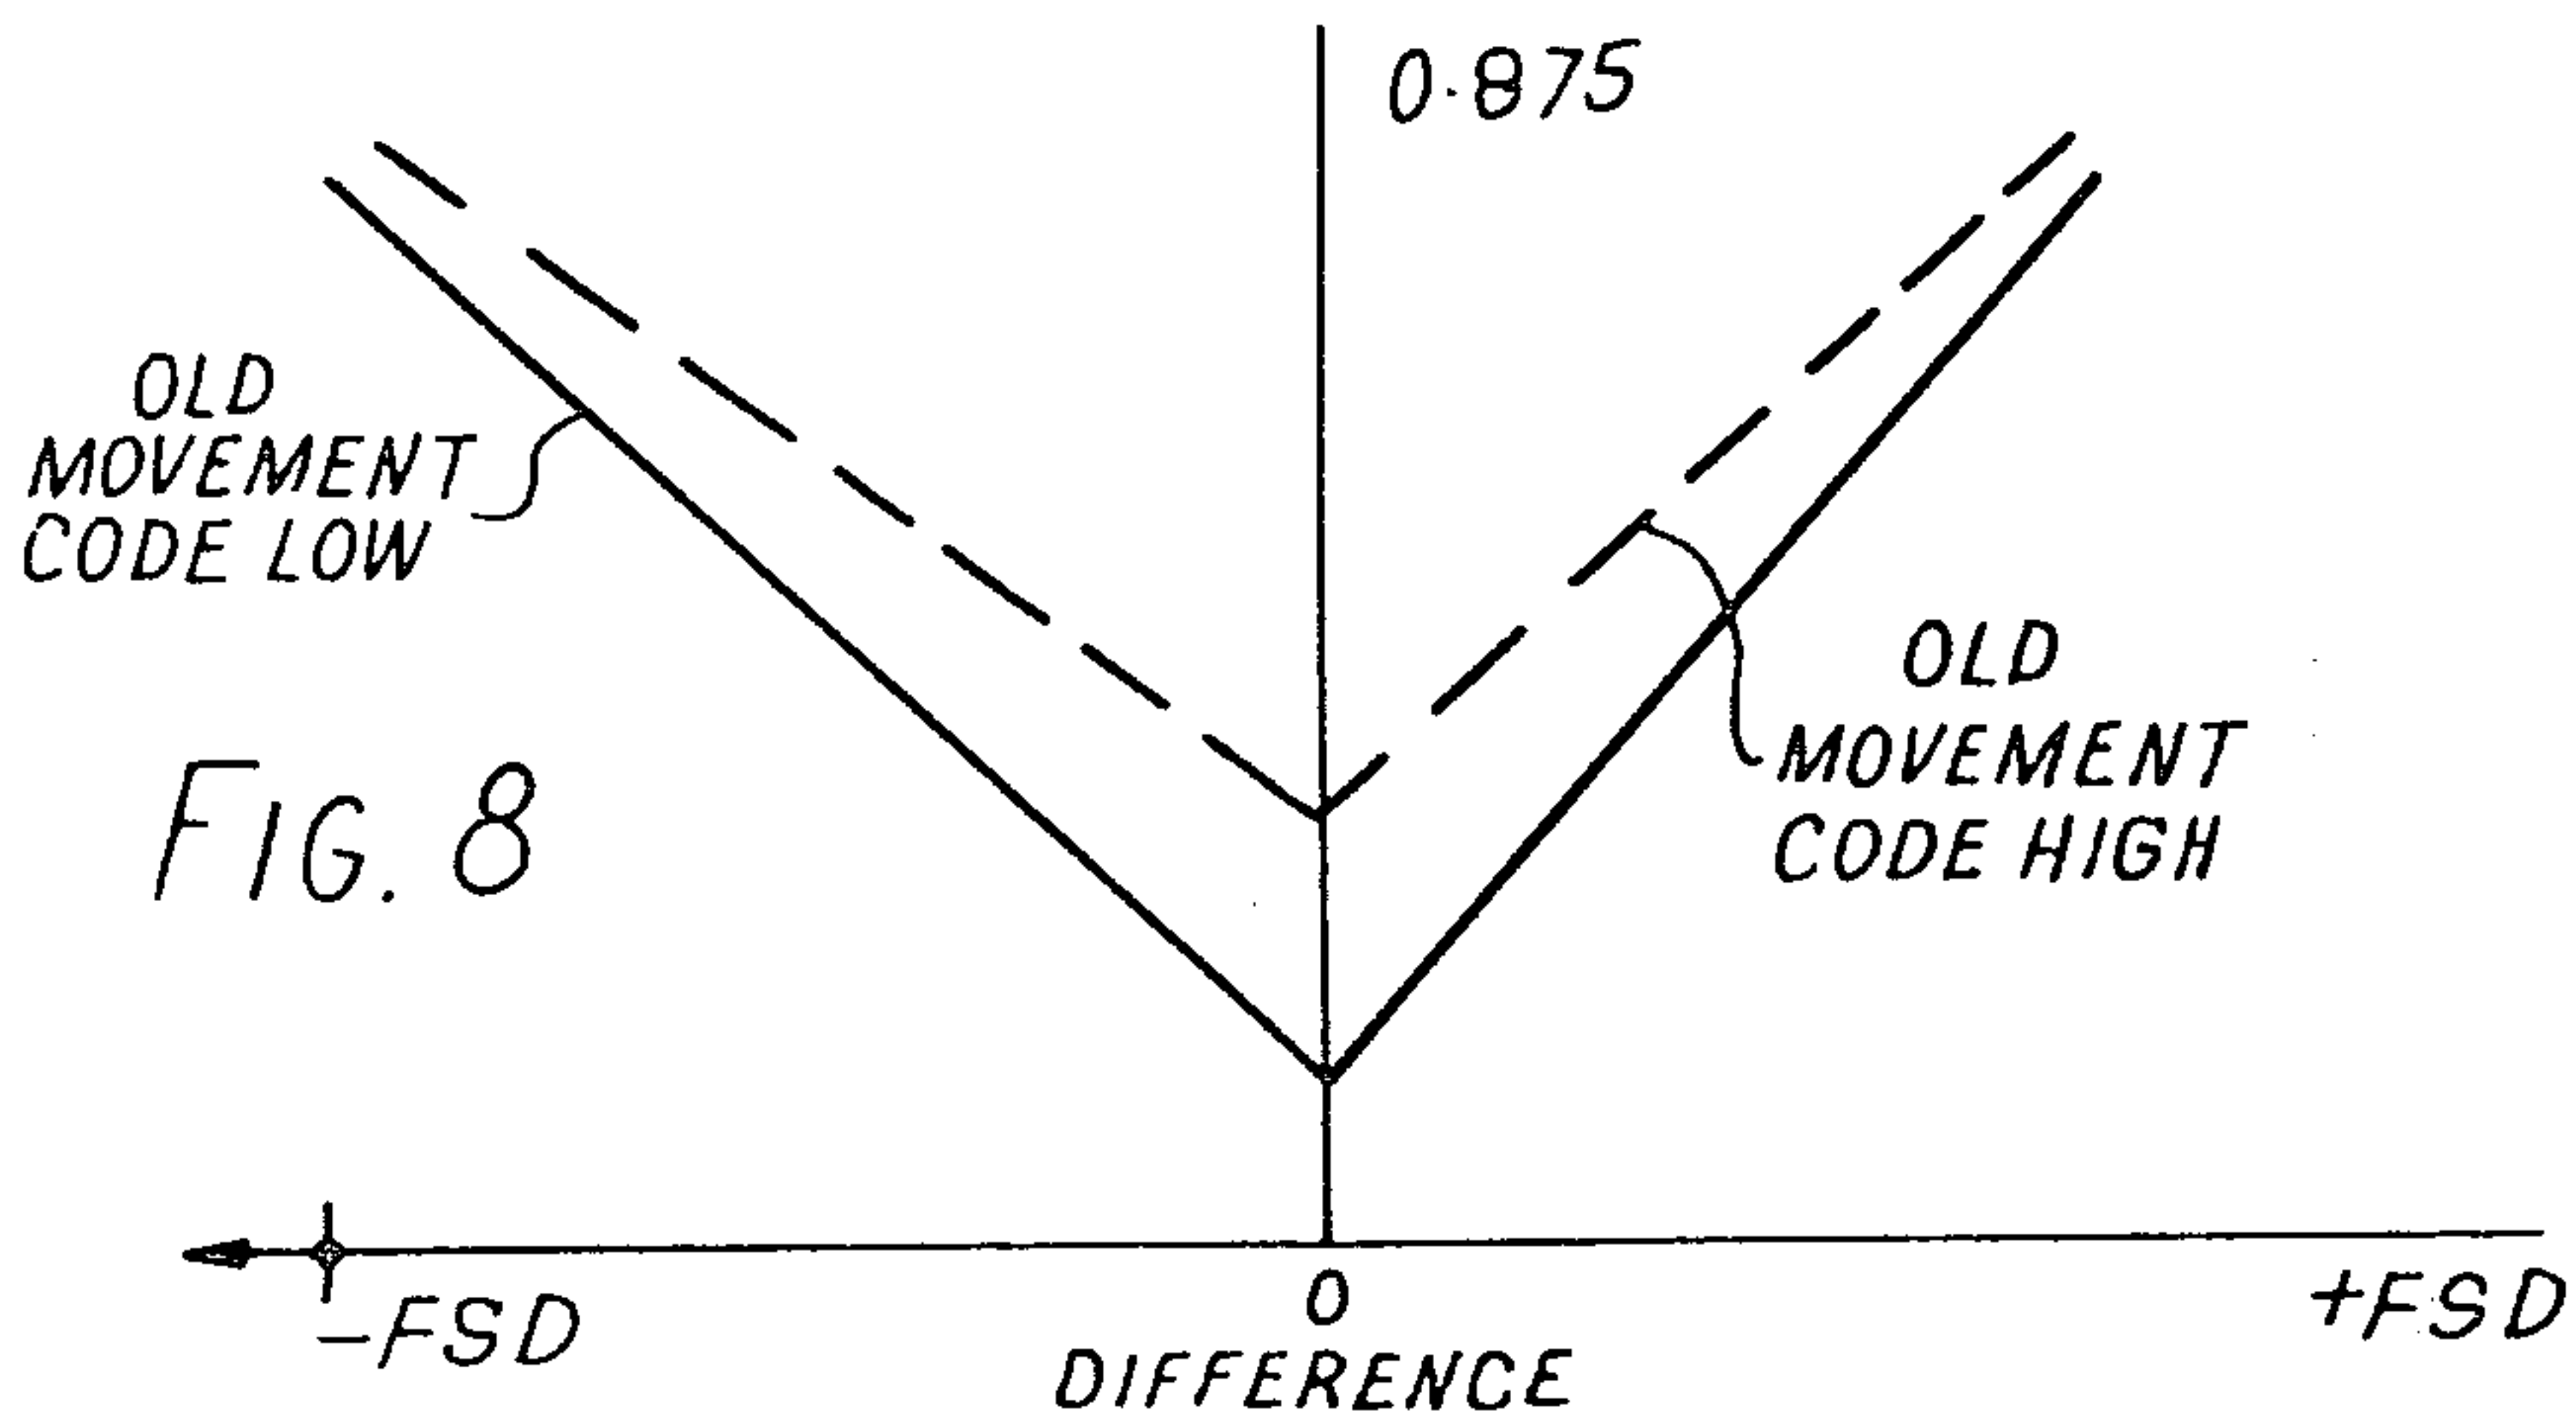 0.875
OLD
MOVEMENT
CODE LOW
OLD
MOVEMENT
CODE HIGH
FIG. 8
-FSD
0
+FSD
DIFFERENCE